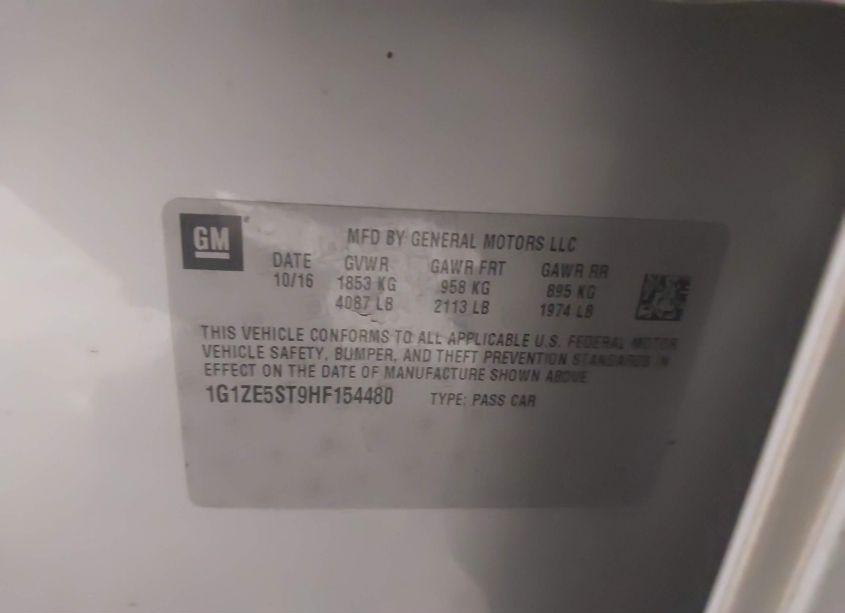 GM
MFD BY GENERAL MOTORS LLC
DATE GVWR GAWR FRT GAWR RR
10/16 1853 KG 958 KG 895 KG
4087 LB 2113 LB 1974 LB
THIS VEHICLE CONFORMS TO ALL APPLICABLE U.S. FEDERAL MOTOR
VEHICLE SAFETY, BUMPER, AND THEFT PREVENTION STANDARDS IN
EFFECT ON THE DATE OF MANUFACTURE SHOWN ABOVE
1G1ZE5ST9HF154480 TYPE: PASS CAR